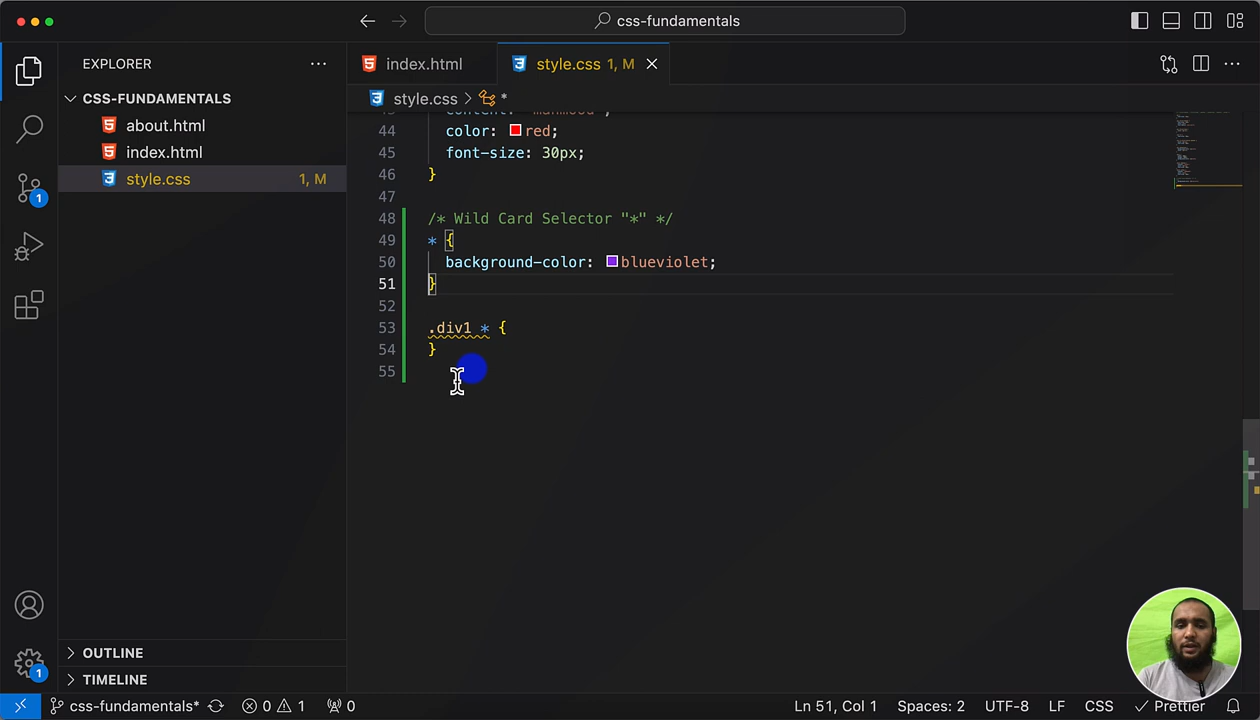 css-fundamentals
EXPLORER
CSS-FUNDAMENTALS
about.html
index.html
style.css 1, M
OUTLINE
TIMELINE
index.html
style.css 1, M
style.css > *
44 color: red;
45 font-size: 30px;
46 }
47
48 /* Wild Card Selector "*" */
49 * {
50 background-color: blueviolet;
51 }
52
53 .div1 * {
54 }
55
1
1
css-fundamentals* 0 1 0 Ln 51, Col 1 Spaces: 2 UTF-8 LF CSS Prettier